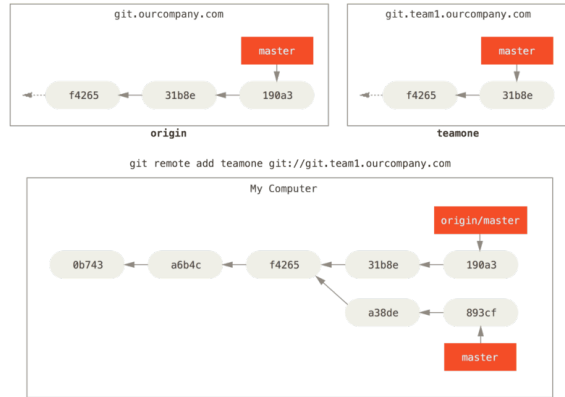 git.ourcompany.com
master
f4265 31b8e 190a3
origin
git.team1.ourcompany.com
master
f4265 31b8e
teamone
git remote add teamone git://git.team1.ourcompany.com
My Computer
origin/master
0b743 a6b4c f4265 31b8e 190a3
a38de 893cf
master